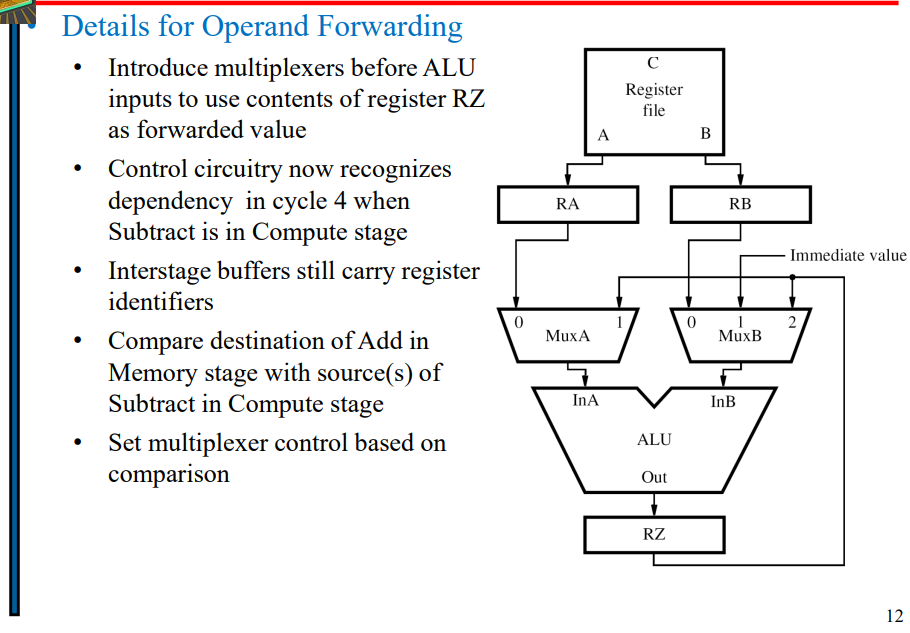 Details for Operand Forwarding
• Introduce multiplexers before ALU
inputs to use contents of register RZ
as forwarded value
• Control circuitry now recognizes
dependency in cycle 4 when
Subtract is in Compute stage
• Interstage buffers still carry register
identifiers
• Compare destination of Add in
Memory stage with source(s) of
Subtract in Compute stage
• Set multiplexer control based on
comparison
C
Register
file
A B
RA RB
Immediate value
0 1 0 1 2
MuxA MuxB
InA InB
ALU
Out
RZ
12